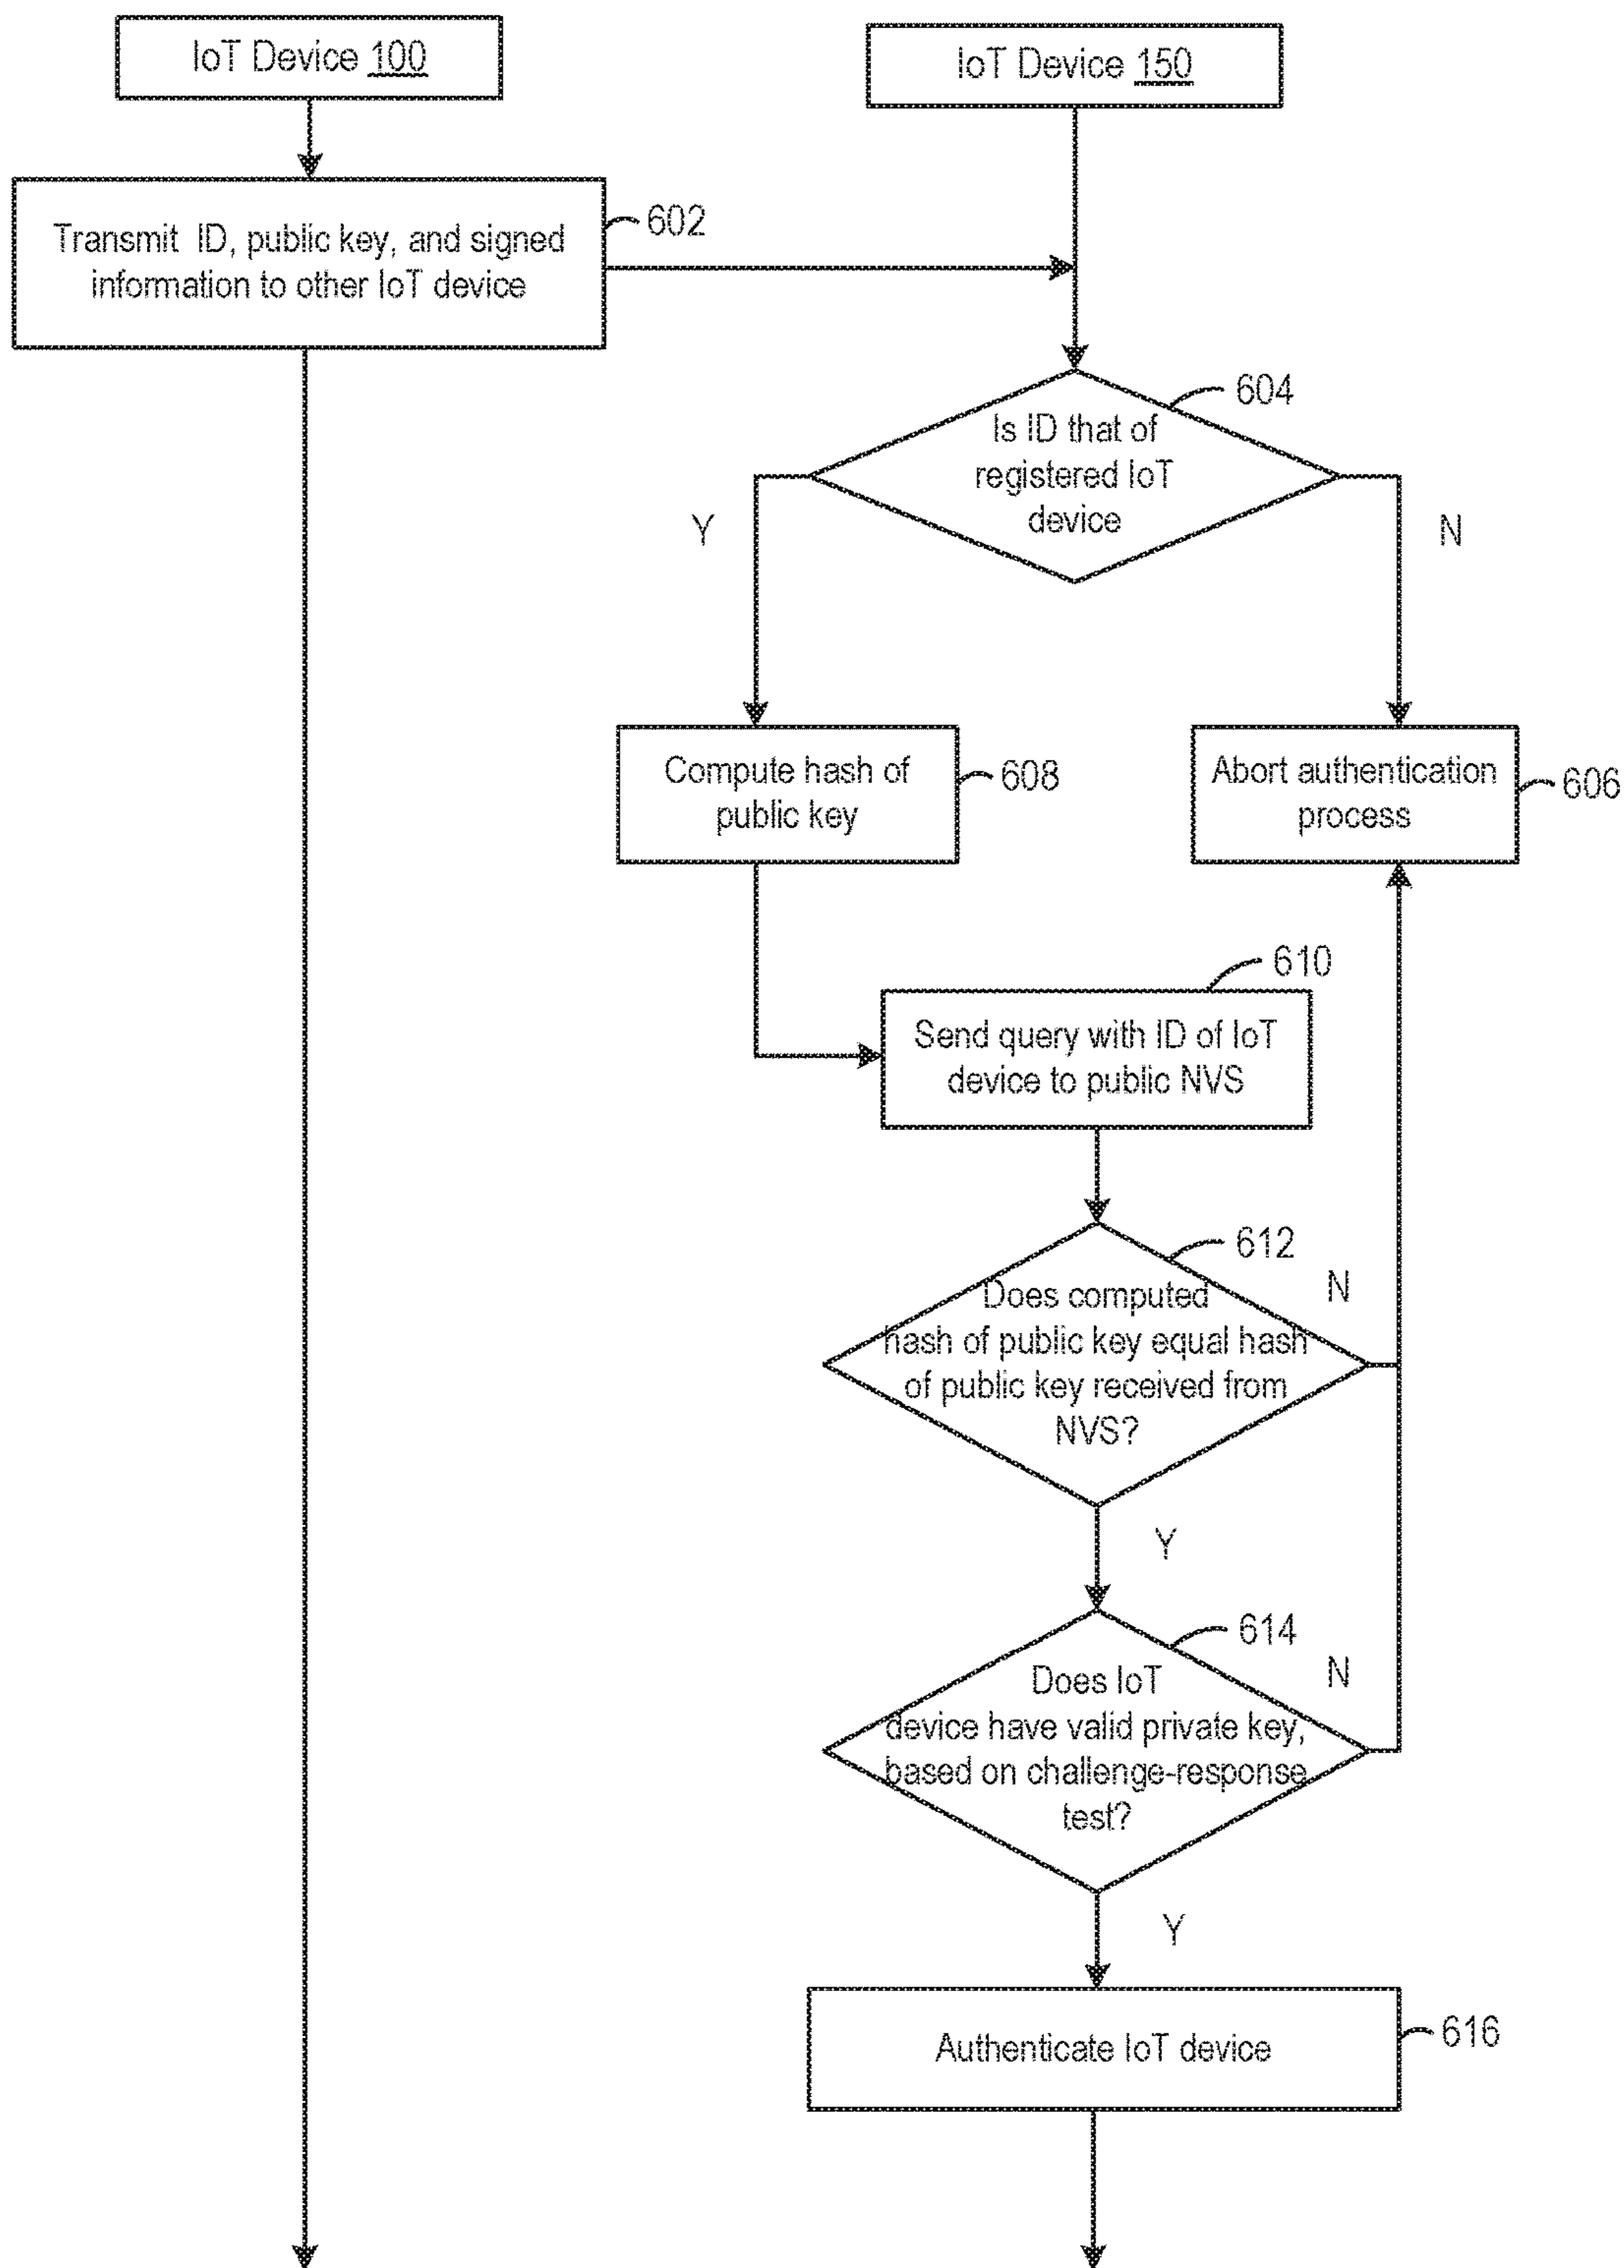 IoT Device 100
IoT Device 150
Transmit ID, public key, and signed
information to other IoT device
602
604
Is ID that of
registered IoT
device
Y
N
Compute hash of
public key
608
Abort authentication
process
606
610
Send query with ID of IoT
device to public NVS
612
Does computed
hash of public key equal hash
of public key received from
NVS?
N
Y
614
Does IoT
device have valid private key,
based on challenge-response
test?
N
Y
Authenticate IoT device
616